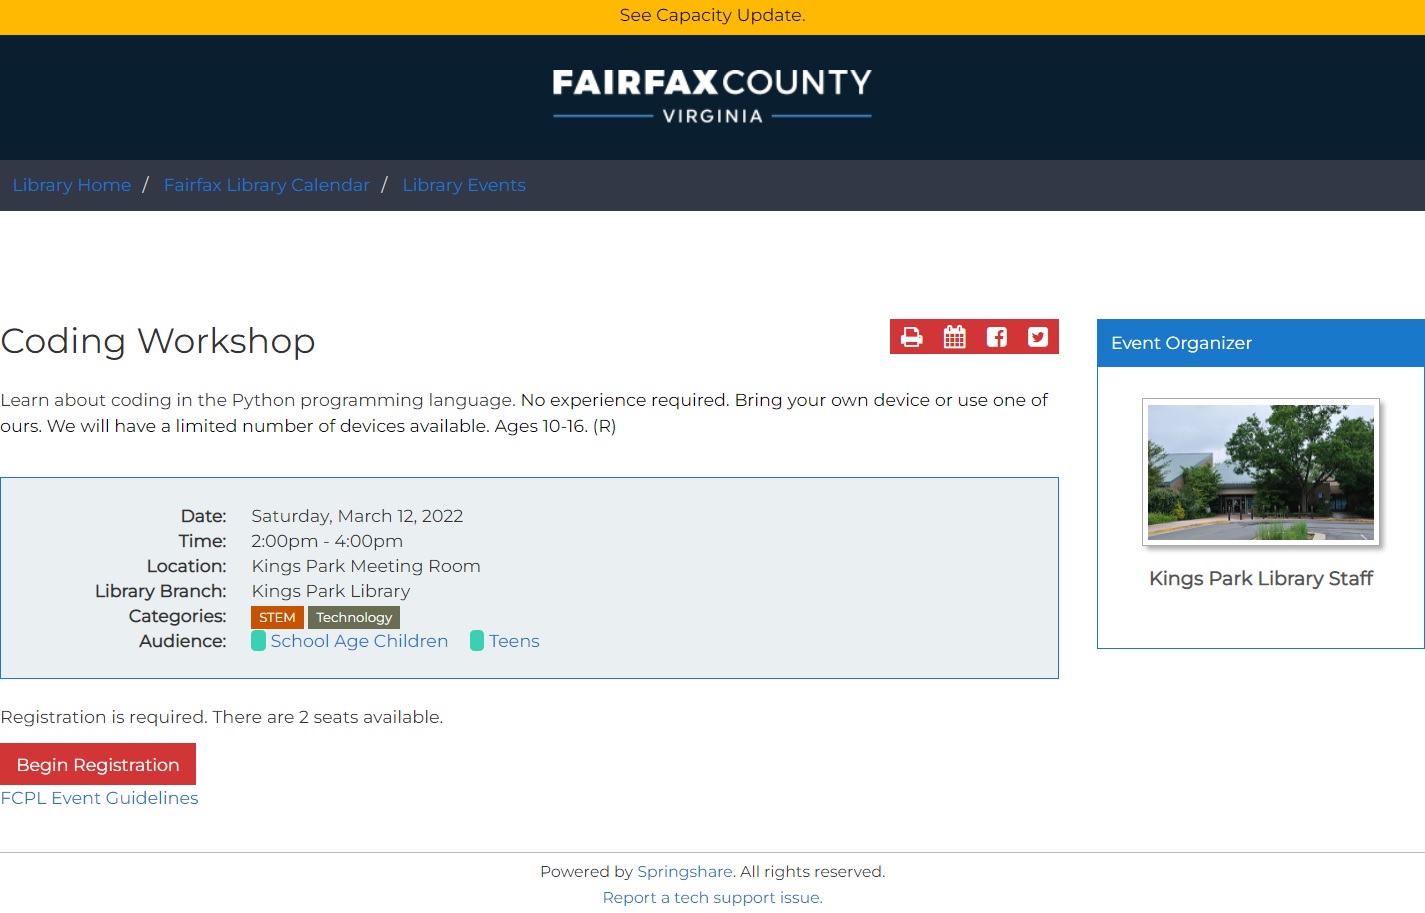 See Capacity Update.
FAIRFAX COUNTY
VIRGINIA
Library Home / Fairfax Library Calendar / Library Events
Coding Workshop
Learn about coding in the Python programming language. No experience required. Bring your own device or use one of
ours. We will have a limited number of devices available. Ages 10-16. (R)
Date: Saturday, March 12, 2022
Time: 2:00pm - 4:00pm
Location: Kings Park Meeting Room
Library Branch: Kings Park Library
Categories: STEM Technology
Audience: School Age Children Teens
Registration is required. There are 2 seats available.
Begin Registration
FCPL Event Guidelines
Event Organizer
Kings Park Library Staff
Powered by Springshare. All rights reserved.
Report a tech support issue.